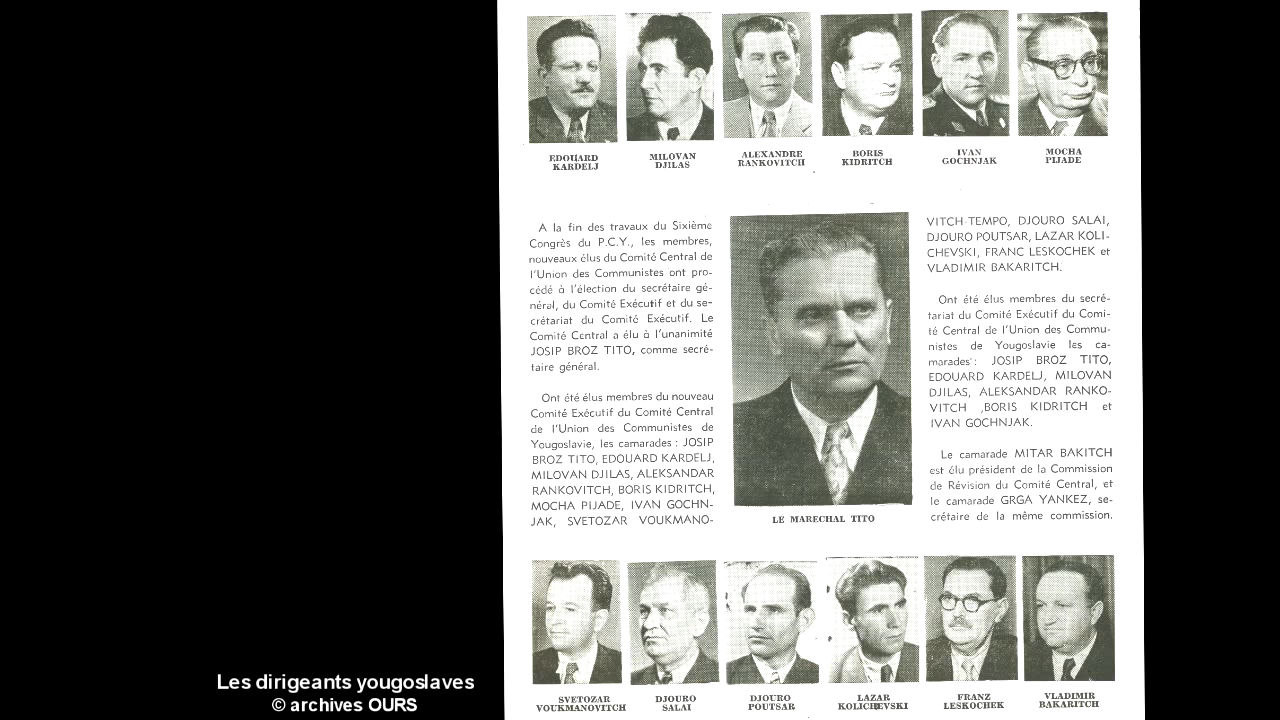 EDOUARD
KARDELJ
MILOVAN
DJILAS
ALEXANDRE
RANKOVITCH
BORIS
KIDRITCH
IVAN
GOCHNJAK
MOCHA
PIJADE
A la fin des travaux du Sixième
Congrès du P.C.Y., les membres,
nouveaux élus du Comité Central de
l'Union des Communistes ont pro-
cédé à l'élection du secrétaire gé-
néral, du Comité Exécutif et du se-
crétariat du Comité Exécutif. Le
Comité Central a élu à l'unanimité
JOSIP BROZ TITO, comme secré-
taire général.
Ont été élus membres du nouveau
Comité Exécutif du Comité Central
de l'Union des Communistes de
Yougoslavie, les camarades : JOSIP
BROZ TITO, EDOUARD KARDELJ,
MILOVAN DJILAS, ALEKSANDAR
RANKOVITCH, BORIS KIDRITCH,
MOCHA PIJADE, IVAN GOCHN-
JAK, SVETOZAR VOUKMANO-
LE MARECHAL TITO
VITCH-TEMPO, DJOURO SALAI,
DJOURO POUTSAR, LAZAR KOLI-
CHEVSKI, FRANC LESKOCHEK et
VLADIMIR BAKARITCH.
Ont été élus membres du secré-
tariat du Comité Exécutif du Comi-
té Central de l'Union des Commu-
nistes de Yougoslavie les ca-
marades : JOSIP BROZ TITO,
EDOUARD KARDELJ, MILOVAN
DJILAS, ALEKSANDAR RANKO-
VITCH ,BORIS KIDRITCH et
IVAN GOCHNJAK.
Le camarade MITAR BAKITCH
est élu président de la Commission
de Révision du Comité Central, et
le camarade GRGA YANKEZ, se-
crétaire de la même commission.
SVETOZAR
VOUKMANOVITCH
DJOURO
SALAI
DJOURO
POUTSAR
LAZAR
KOLICHEVSKI
FRANZ
LESKOCHEK
VLADIMIR
BAKARITCH
Les dirigeants yougoslaves
© archives OURS